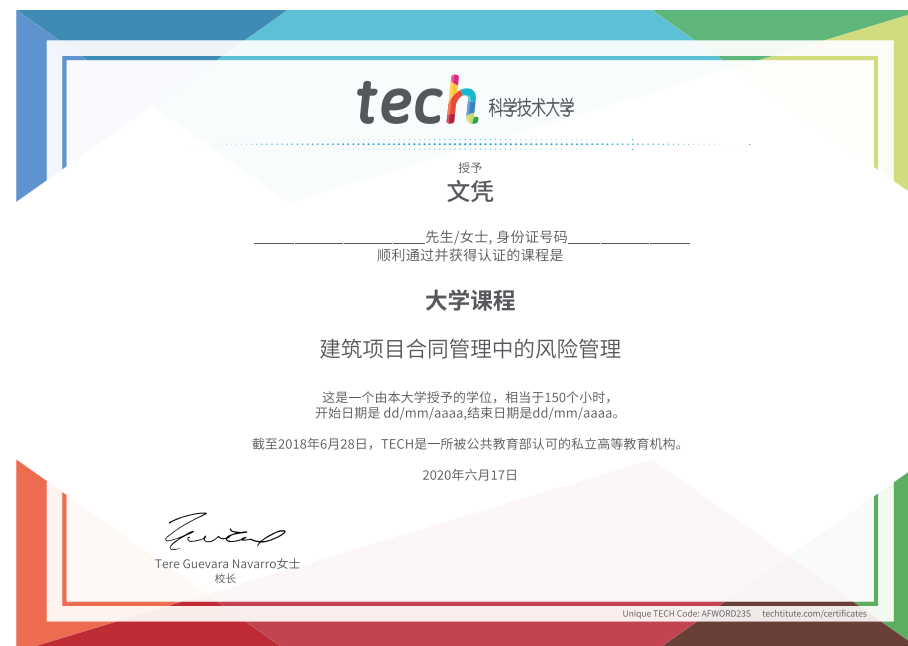 tech 科学技术大学
授予
文凭
________________________先生/女士, 身份证号码_________________
顺利通过并获得认证的课程是
大学课程
建筑项目合同管理中的风险管理
这是一个由本大学授予的学位，相当于150个小时，
开始日期是 dd/mm/aaaa,结束日期是dd/mm/aaaa。
截至2018年6月28日，TECH是一所被公共教育部认可的私立高等教育机构。
2020年六月17日
Tere Guevara Navarro女士
校长
Unique TECH Code: AFWORD23S techtitute.com/certificates